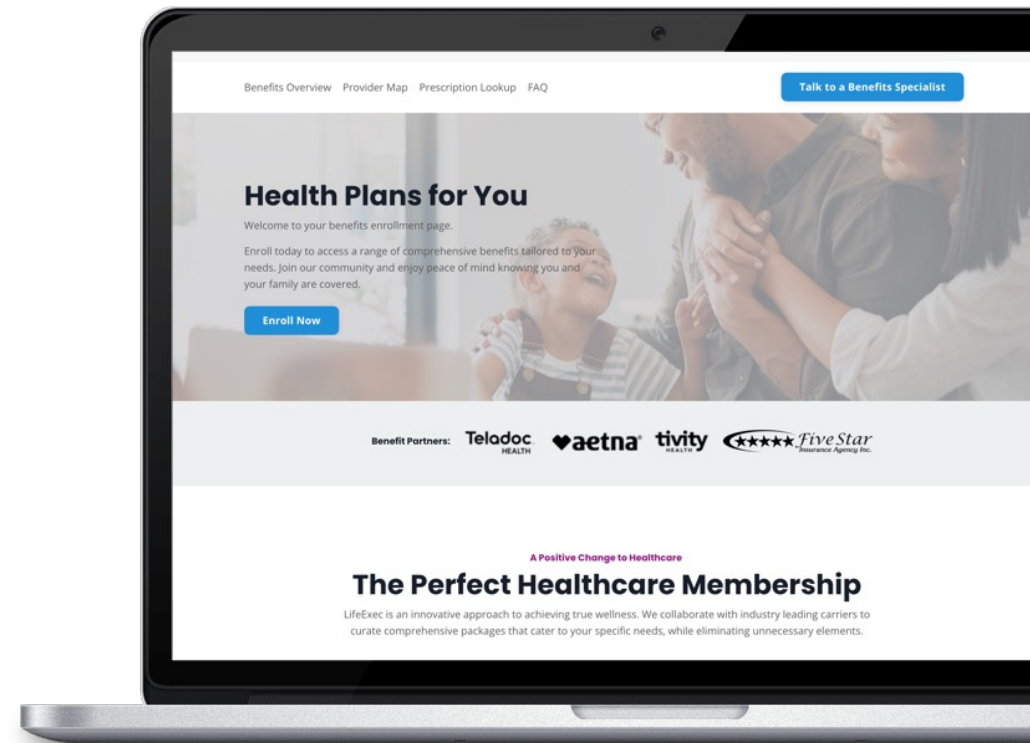 Benefits Overview Provider Map Prescription Lookup FAQ
Talk to a Benefits Specialist
Health Plans for You
Welcome to your benefits enrollment page.
Enroll today to access a range of comprehensive benefits tailored to your
needs. Join our community and enjoy peace of mind knowing you and
your family are covered.
Enroll Now
Benefit Partners:
Teladoc
HEALTH
aetna
tivity
HEALTH
Five Star
Insurance Agency Inc.
A Positive Change to Healthcare
The Perfect Healthcare Membership
LifeExec is an innovative approach to achieving true wellness. We collaborate with industry leading carriers to
curate comprehensive packages that cater to your specific needs, while eliminating unnecessary elements.